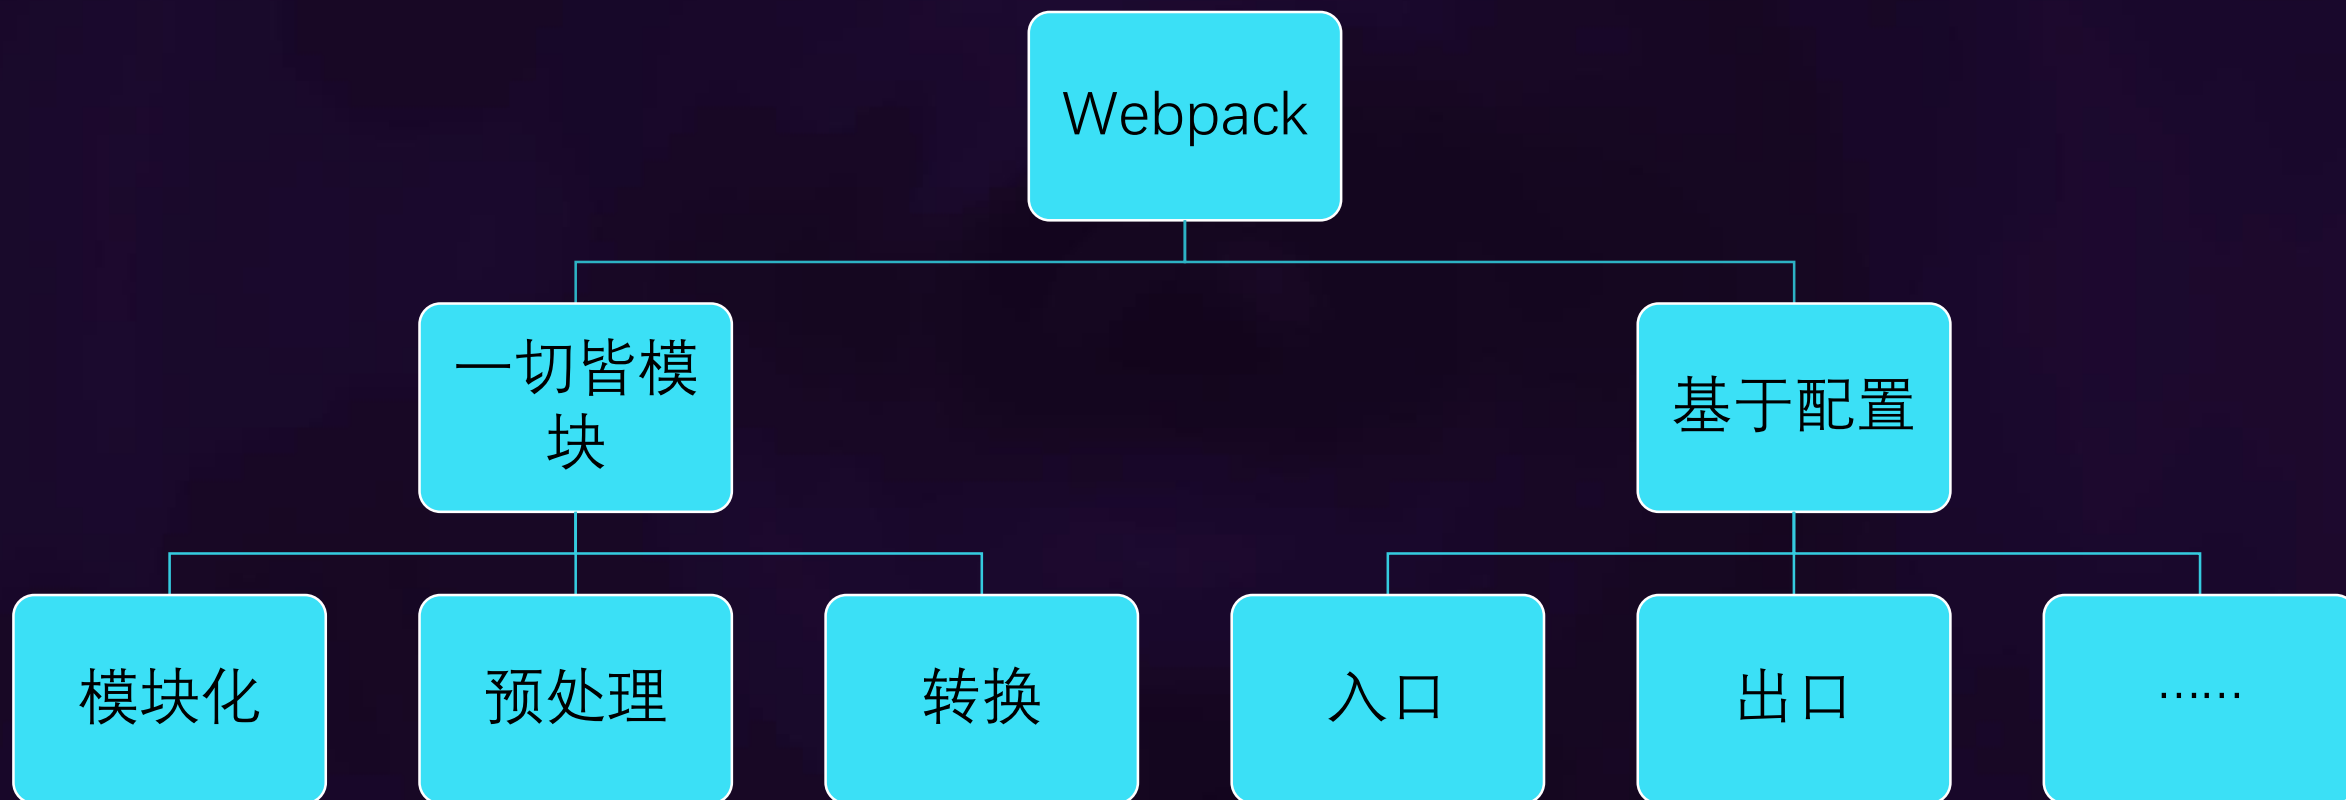 Webpack
一切皆模
块
基于配置
模块化
预处理
转换
入口
出口
……